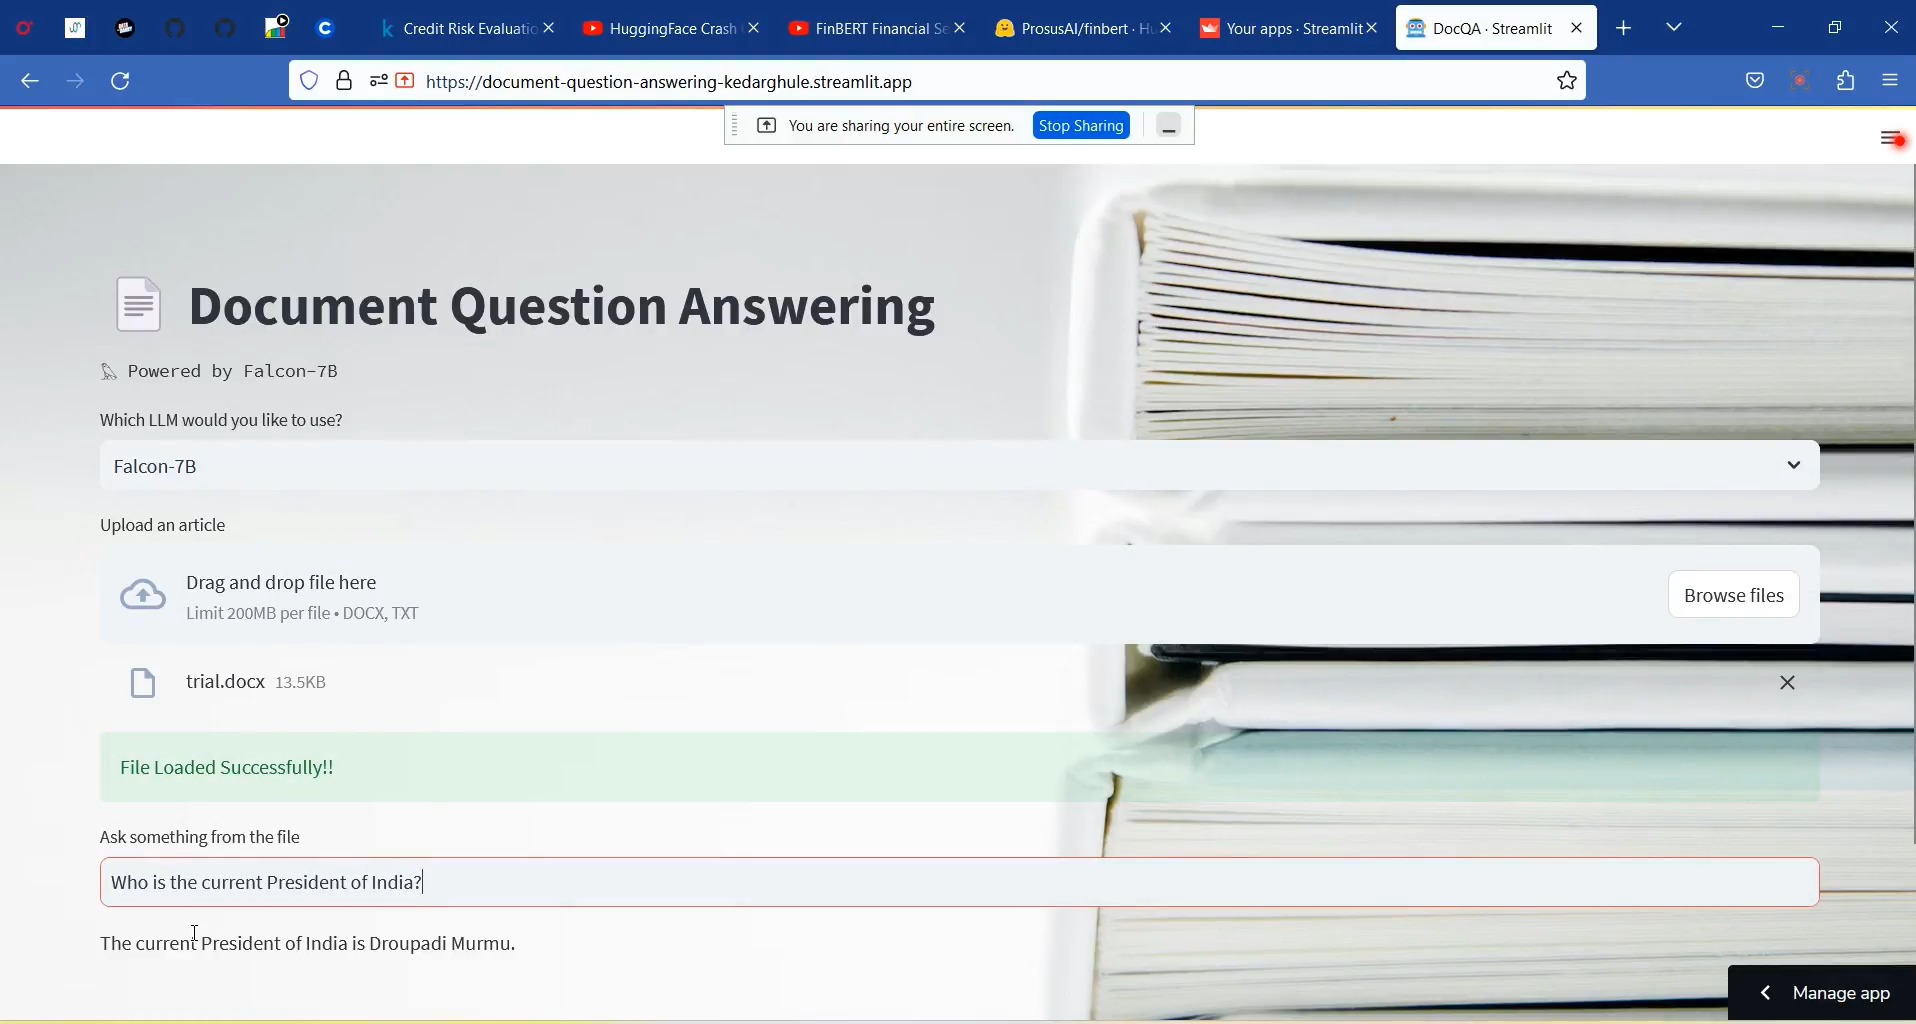 Credit Risk Evaluatio
HuggingFace Crash
FinBERT Financial Se
ProsusAI/finbert · Hu
Your apps · Streamlit
DocQA · Streamlit
https://document-question-answering-kedarghule.streamlit.app
You are sharing your entire screen.
Stop Sharing
Document Question Answering
Powered by Falcon-7B
Which LLM would you like to use?
Falcon-7B
Upload an article
Drag and drop file here
Limit 200MB per file • DOCX, TXT
Browse files
trial.docx 13.5KB
File Loaded Successfully!!
Ask something from the file
Who is the current President of India?
The current President of India is Droupadi Murmu.
Manage app